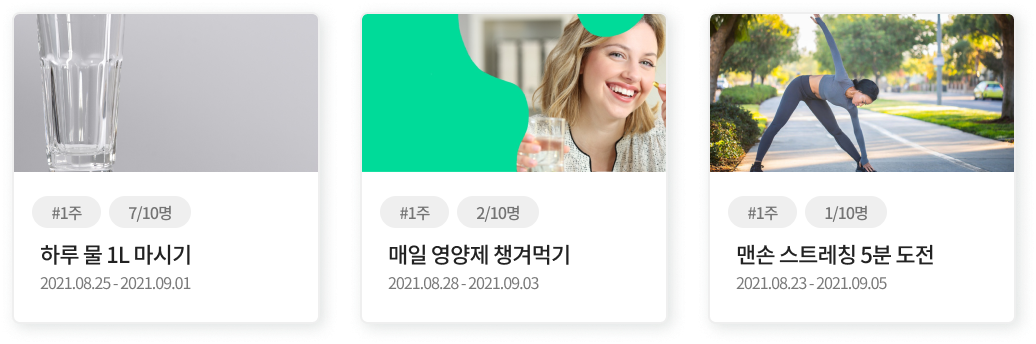 #1주 7/10명
하루 물 1L 마시기
2021.08.25 - 2021.09.01
#1주 2/10명
매일 영양제 챙겨먹기
2021.08.28 - 2021.09.03
#1주 1/10명
맨손 스트레칭 5분 도전
2021.08.23 - 2021.09.05